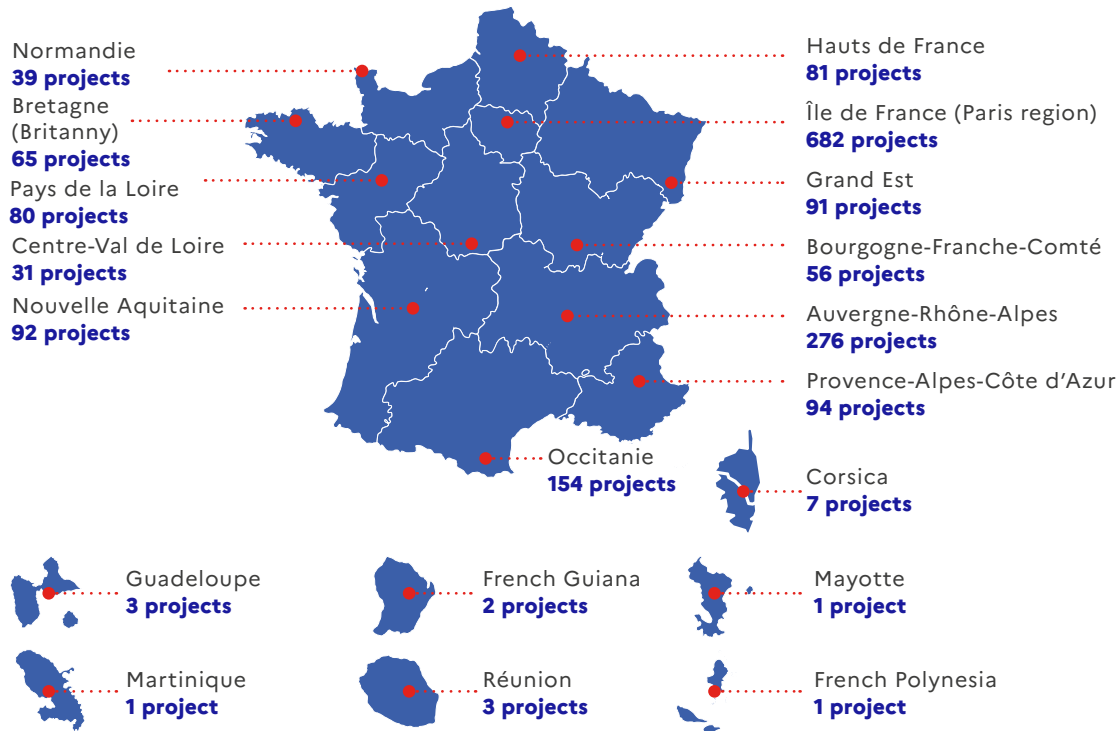 Normandie
39 projects
Bretagne
(Britanny)
65 projects
Pays de la Loire
80 projects
Centre-Val de Loire
31 projects
Nouvelle Aquitaine
92 projects
Hauts de France
81 projects
Île de France (Paris region)
682 projects
Grand Est
91 projects
Bourgogne-Franche-Comté
56 projects
Auvergne-Rhône-Alpes
276 projects
Provence-Alpes-Côte d’Azur
94 projects
Occitanie
154 projects
Corsica
7 projects
Guadeloupe
3 projects
French Guiana
2 projects
Mayotte
1 project
Martinique
1 project
Réunion
3 projects
French Polynesia
1 project